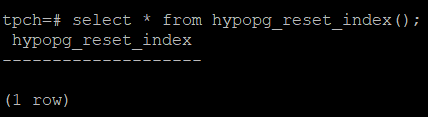 tpch=# select * from hypopg_reset_index();
 hypopg_reset_index
--------------------

(1 row)